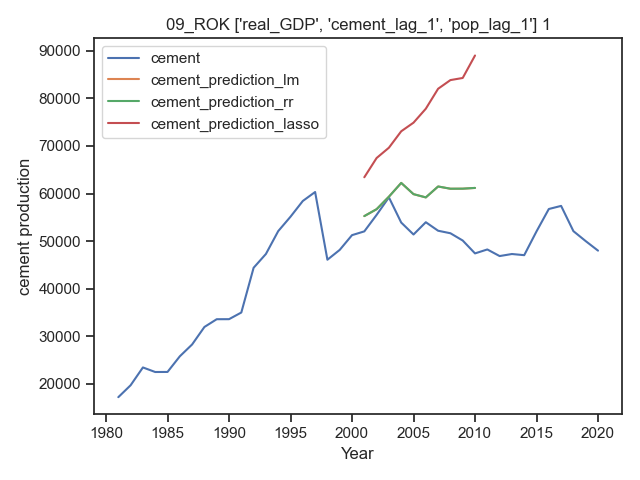 09_ROK ['real_GDP', 'cement_lag_1', 'pop_lag_1'] 1
cement
cement_prediction_lm
cement_prediction_rr
cement_prediction_lasso
cement production
90000
80000
70000
60000
50000
40000
30000
20000
1980 1985 1990 1995 2000 2005 2010 2015 2020
Year